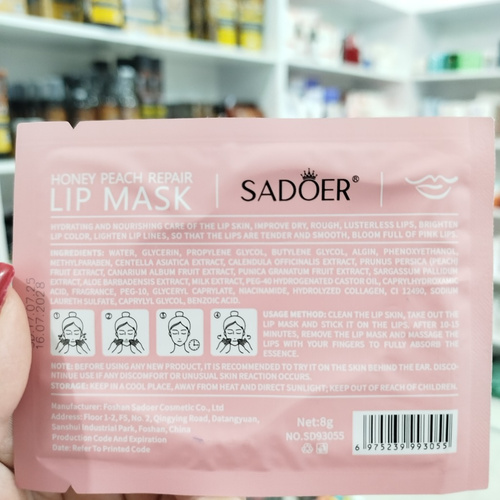 HONEY PEACH REPAIR
LIP MASK
SADOER®
HYDRATING AND NOURISHING CARE OF THE LIP SKIN, IMPROVE DRY, ROUGH, LUSTERLESS LIPS, BRIGHTEN
LIP COLOR, LIGHTEN LIP LINES, SO THAT THE LIPS ARE TENDER AND SMOOTH, BLOOM FULL OF PINK LIPS.
INGREDIENTS: WATER, GLYCERIN, PROPYLENE GLYCOL, BUTYLENE GLYCOL, ALGIN, PHENOXYETHANOL,
METHYLPARABEN, CENTELLA ASIATICA EXTRACT, CALENDULA OFFICINALIS EXTRACT, PRUNUS PERSICA (PEACH)
FRUIT EXTRACT, CANARIUM ALBUM FRUIT EXTRACT, PUNICA GRANATUM FRUIT EXTRACT, SARGASSUM PALLIDUM
EXTRACT, ALOE BARBADENSIS EXTRACT, MILK EXTRACT, PEG-40 HYDROGENATED CASTOR OIL, CAPRYLHYDROXAMIC
ACID, FRAGRANCE, PEG-10, GLYCERYL CAPRYLATE, NIACINAMIDE, HYDROLYZED COLLAGEN, CI 12490, SODIUM
LAURETH SULFATE, CAPRYLYL GLYCOL, BENZOIC ACID.
1
2
3
4
USAGE METHOD: CLEAN THE LIP SKIN, TAKE OUT THE
LIP MASK AND STICK IT ON THE LIPS. AFTER 10-15
MINUTES, REMOVE THE LIP MASK AND MASSAGE THE
LIPS WITH YOUR FINGERS TO FULLY ABSORB THE
ESSENCE.
NOTE: BEFORE USING ANY NEW PRODUCT, IT IS RECOMMENDED TO TRY IT ON THE SKIN BEHIND THE EAR. DISCO-
NTINUE USE IF ANY DISCOMFORT OR UNUSUAL SKIN REACTION OCCURS.
STORAGE: KEEP IN A COOL PLACE, AWAY FROM HEAT AND DIRECT SUNLIGHT; KEEP OUT OF REACH OF CHILDREN.
Manufacturer: Foshan Sadoer Cosmetic Co., Ltd
Address: Floor 1-2, F5, No. 7, Qingying Road, Datangyuan,
Sanshui Industrial Park, Foshan, China
Production Code And Expiration
Date: Refer To Printed Code
Net:8g
NO.SD93055
6 975239 993055
16.07.2028